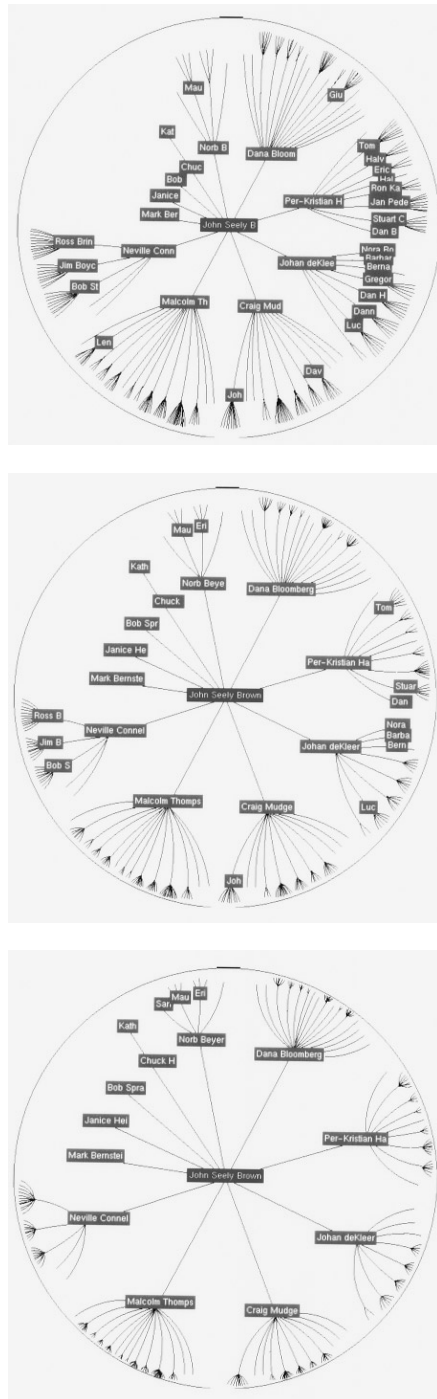 Mau
Giu
Kat
Norb B
Dana Bloom
Tom
Halv
Chuc
Eric
Hal
Bob
Ron Ka
Janice
Per-Kristian H
Jan Pede
Mark Ber
John Seely B
Stuart C
Dan B
Ross Brin
Neville Conn
Nora Bo
Barbar
Jim Boyc
Johan deKlee
Berna
Gregor
Bob St
Dan H
Malcolm Th
Craig Mud
Dann
Luc
Len
Dav
Joh
Mau
Eri
Kath
Norb Beye
Dana Bloomberg
Chuck
Tom
Bob Spr
Janice He
Per-Kristian Ha
Mark Bernste
John Seely Brown
Stuar
Dan
Ross B
Neville Connel
Nora
Barba
Jim B
Johan deKleer
Bern
Bob S
Malcolm Thomps
Craig Mudge
Luc
Joh
Sar
Mau
Eri
Kath
Norb Beyer
Dana Bloomberg
Chuck H
Bob Spra
Janice Hei
Per-Kristian Ha
Mark Bernstei
John Seely Brown
Neville Connel
Johan deKleer
Malcolm Thomps
Craig Mudge